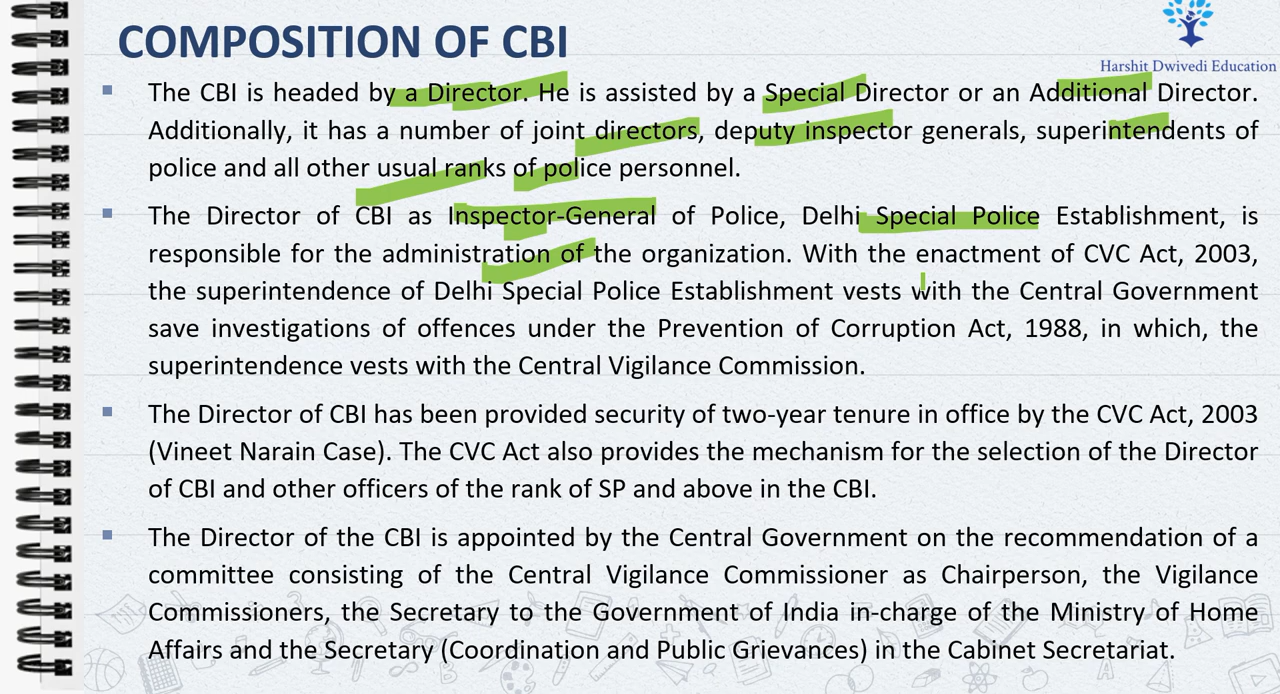 COMPOSITION OF CBI
Harshit Dwivedi Education
▪ The CBI is headed by a Director. He is assisted by a Special Director or an Additional Director.
Additionally, it has a number of joint directors, deputy inspector generals, superintendents of
police and all other usual ranks of police personnel.
▪ The Director of CBI as Inspector-General of Police, Delhi Special Police Establishment, is
responsible for the administration of the organization. With the enactment of CVC Act, 2003,
the superintendence of Delhi Special Police Establishment vests with the Central Government
save investigations of offences under the Prevention of Corruption Act, 1988, in which, the
superintendence vests with the Central Vigilance Commission.
▪ The Director of CBI has been provided security of two-year tenure in office by the CVC Act, 2003
(Vineet Narain Case). The CVC Act also provides the mechanism for the selection of the Director
of CBI and other officers of the rank of SP and above in the CBI.
▪ The Director of the CBI is appointed by the Central Government on the recommendation of a
committee consisting of the Central Vigilance Commissioner as Chairperson, the Vigilance
Commissioners, the Secretary to the Government of India in-charge of the Ministry of Home
Affairs and the Secretary (Coordination and Public Grievances) in the Cabinet Secretariat.